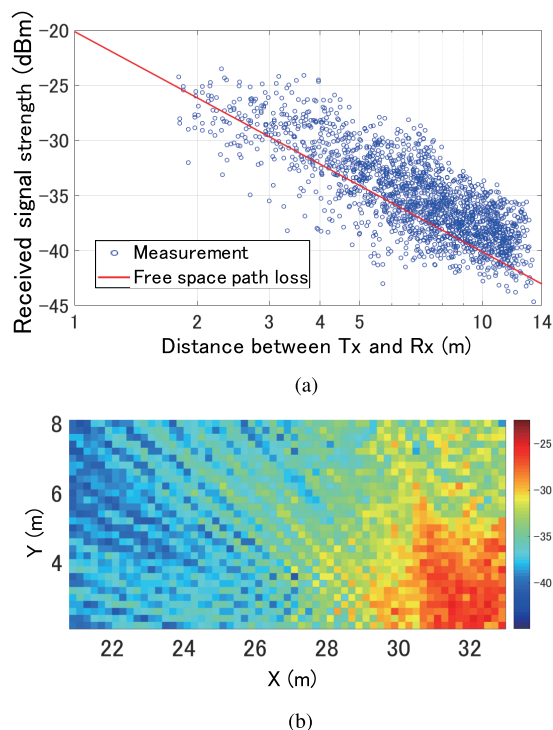 Received signal strength (dBm)
−20
−25
−30
−35
−40
−45
Measurement
Free space path loss
1 2 3 4 6 10 14
Distance between Tx and Rx (m)
(a)
Y (m)
8
6
4
22 24 26 28 30 32
X (m)
-25
-30
-35
-40
(b)